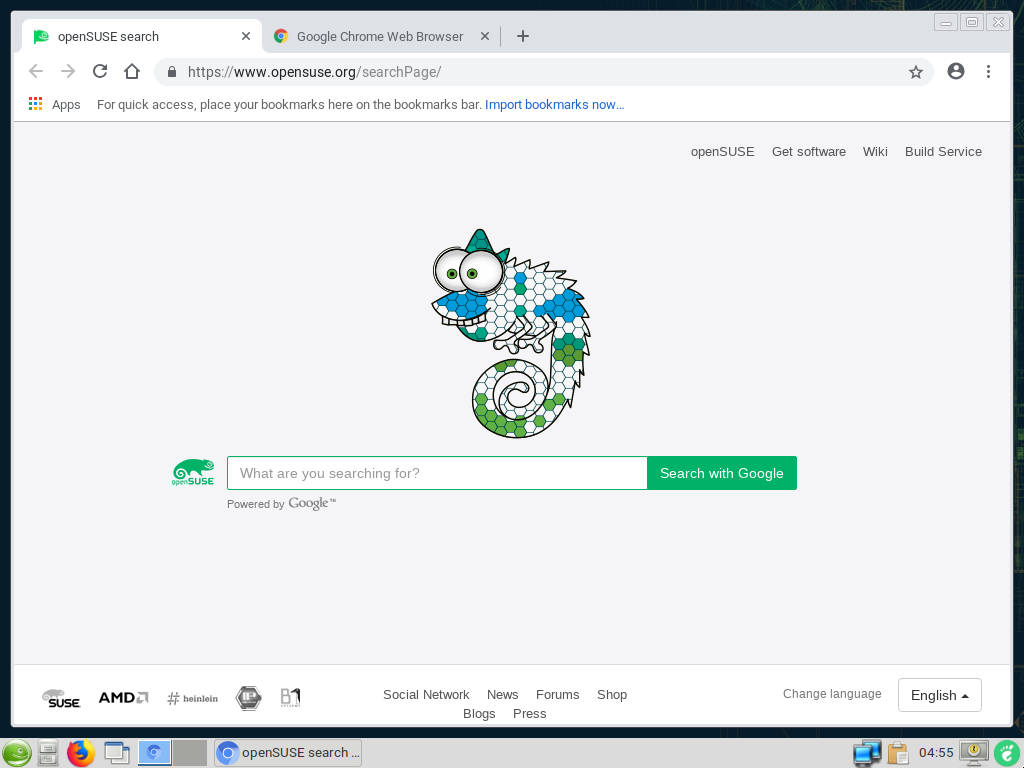 openSUSE search
Google Chrome Web Browser
https://www.opensuse.org/searchPage/
Apps
For quick access, place your bookmarks here on the bookmarks bar. Import bookmarks now...
openSUSE Get software Wiki Build Service
openSUSE
What are you searching for?
Search with Google
Powered by Google™
SUSE AMD # heinlein B1
Social Network News Forums Shop
Blogs Press
Change language
English
openSUSE search ...
04:55